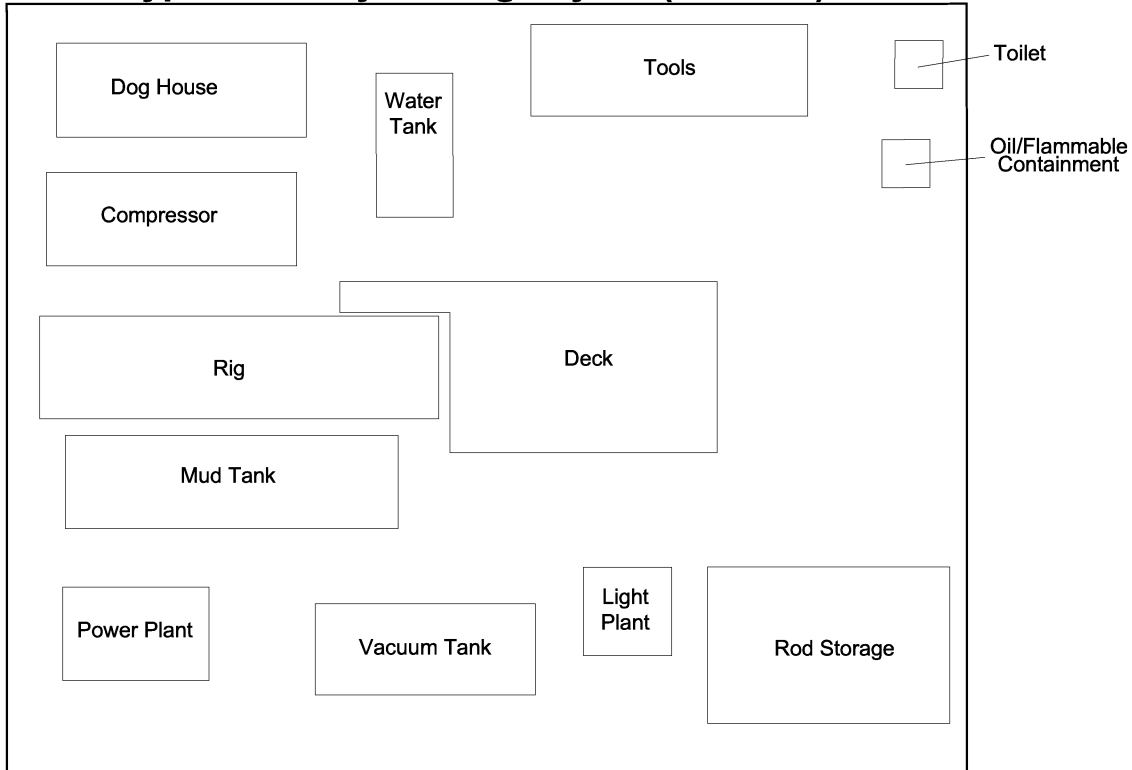 Dog House
Water
Tank
Tools
Toilet
Oil/Flammable
Containment
Compressor
Rig
Deck
Mud Tank
Power Plant
Vacuum Tank
Light
Plant
Rod Storage